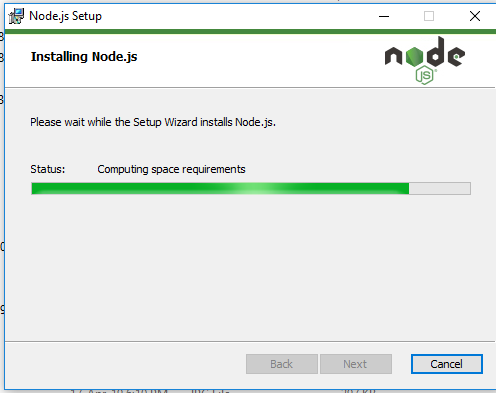 Node.js Setup
Installing Node.js
node
JS
Please wait while the Setup Wizard installs Node.js.
Status: Computing space requirements
Back Next Cancel